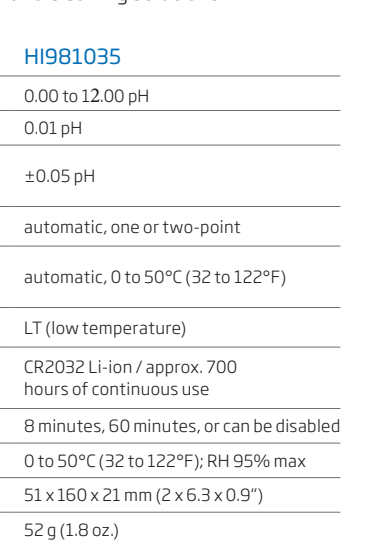 HI981035
0.00 to 12.00 pH
0.01 pH
±0.05 pH
automatic, one or two-point
automatic, 0 to 50°C (32 to 122°F)
LT (low temperature)
CR2032 Li-ion / approx. 700
hours of continuous use
8 minutes, 60 minutes, or can be disabled
0 to 50°C (32 to 122°F); RH 95% max
51 x 160 x 21 mm (2 x 6.3 x 0.9”)
52 g (1.8 oz.)